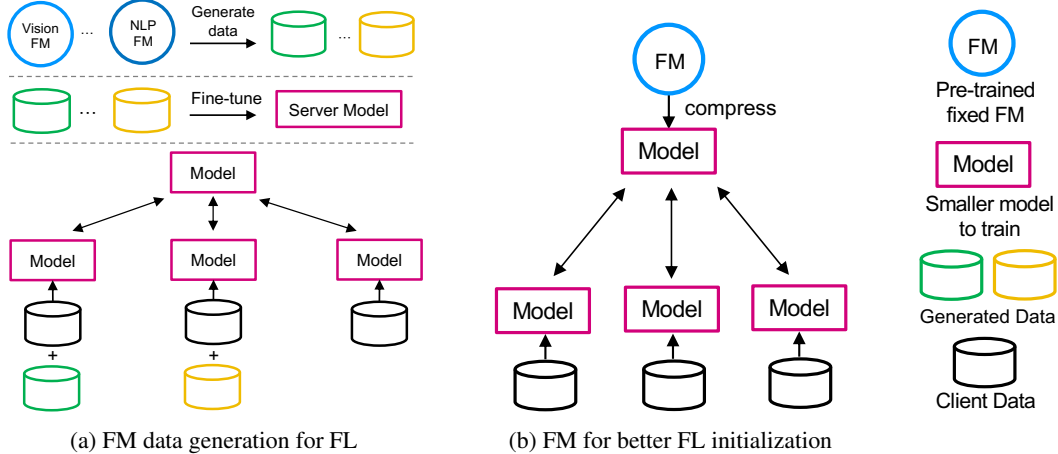 Vision
FM
...
NLP
FM
Generate
data
...
...
Fine-tune
Server Model
Model
Model
Model
Model
+
+
(a) FM data generation for FL
FM
compress
Model
Model
Model
Model
(b) FM for better FL initialization
FM
Pre-trained
fixed FM
Model
Smaller model
to train
Generated Data
Client Data